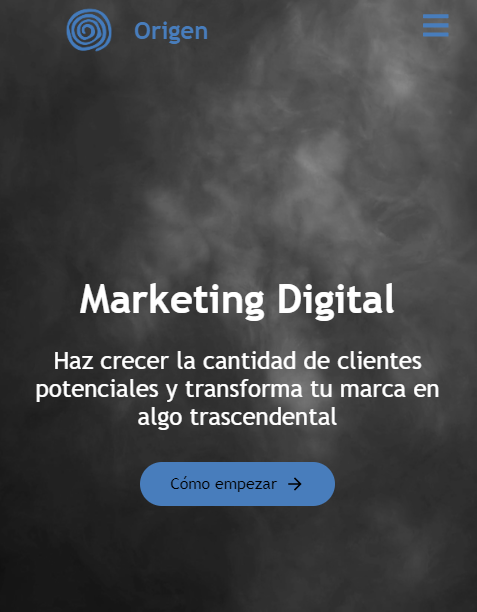 Origen
Marketing Digital
Haz crecer la cantidad de clientes
potenciales y transforma tu marca en
algo trascendental
Cómo empezar →